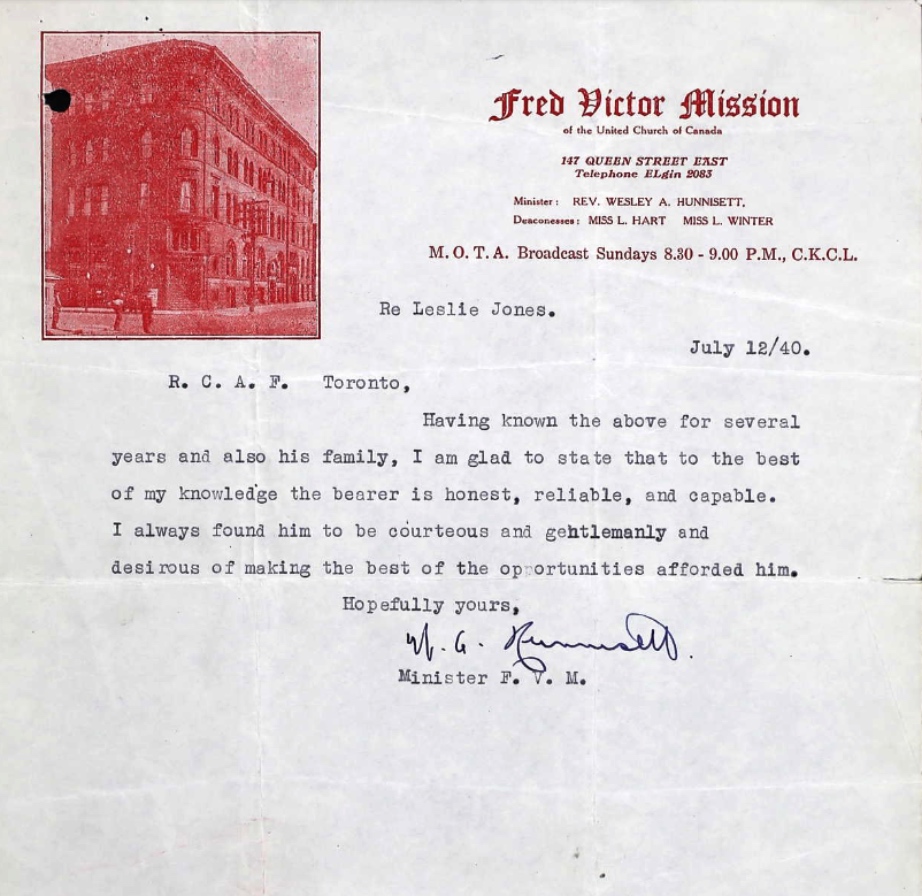 Fred Victor Mission
of the United Church of Canada
147 QUEEN STREET EAST
Telephone ELgin 2083
Minister: REV. WESLEY A. HUNNISETT,
Deaconesses: MISS L. HART MISS L. WINTER
M. O. T. A. Broadcast Sundays 8.30 - 9.00 P.M., C.K.C.L.
Re Leslie Jones.
July 12/40.
R. C. A. F. Toronto,
Having known the above for several
years and also his family, I am glad to state that to the best
of my knowledge the bearer is honest, reliable, and capable.
I always found him to be courteous and gehtlemanly and
desirous of making the best of the opportunities afforded him.
Hopefully yours,
W. A. Hunnisett.
Minister F. V. M.